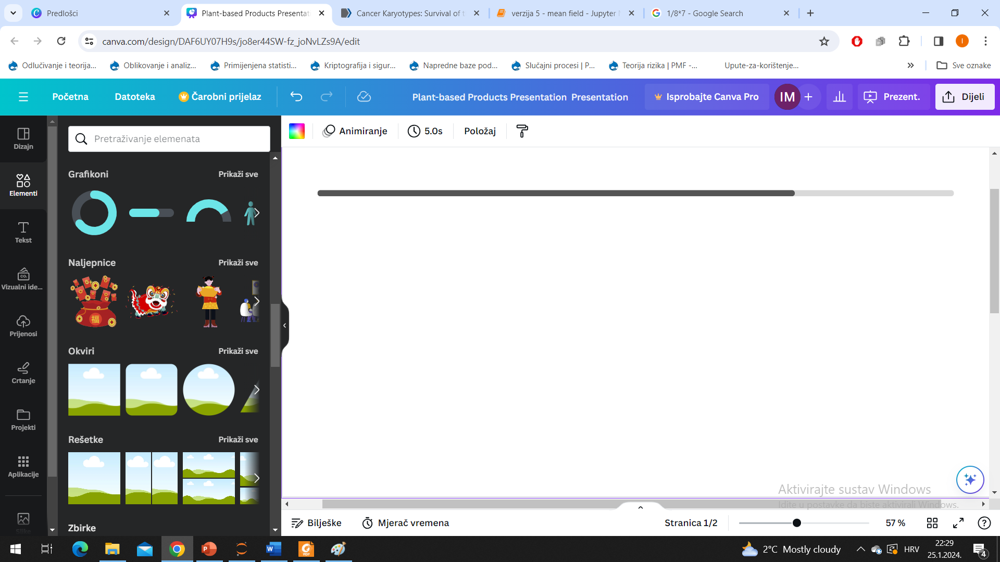 Predlošci
Plant-based Products Presentati
Cancer Karyotypes: Survival of t
verzija 5 - mean field - Jupyter
1/8*7 - Google Search
canva.com/design/DAF6UY07H9s/jo8er44SW-fz_joNvLZs9A/edit
I
Odlučivanje i teorija...
Oblikovanje i analiz...
Primijenjena statisti...
Kriptografija i sigur...
Napredne baze pod...
Slučajni procesi | P...
Teorija rizika | PMF -...
Upute-za-korištenje...
Sve oznake
Početna
Datoteka
Čarobni prijelaz
Plant-based Products Presentation Presentation
Isprobajte Canva Pro
IM
Prezent.
Dijeli
Dizajn
Elementi
Tekst
Vizualni ide...
Prijenosi
Crtanje
Projekti
Aplikacije
Slike
Pretraživanje elemenata
Grafikoni
Prikaži sve
Naljepnice
Prikaži sve
福
Okviri
Prikaži sve
Rešetke
Prikaži sve
Zbirke
Animiranje
5.0s
Položaj
Aktivirajte sustav Windows
Idite u postavke da biste aktivirali Windows.
Bilješke
Mjerač vremena
Stranica 1/2
57 %
2°C Mostly cloudy
HRV
22:29
25.1.2024.
4